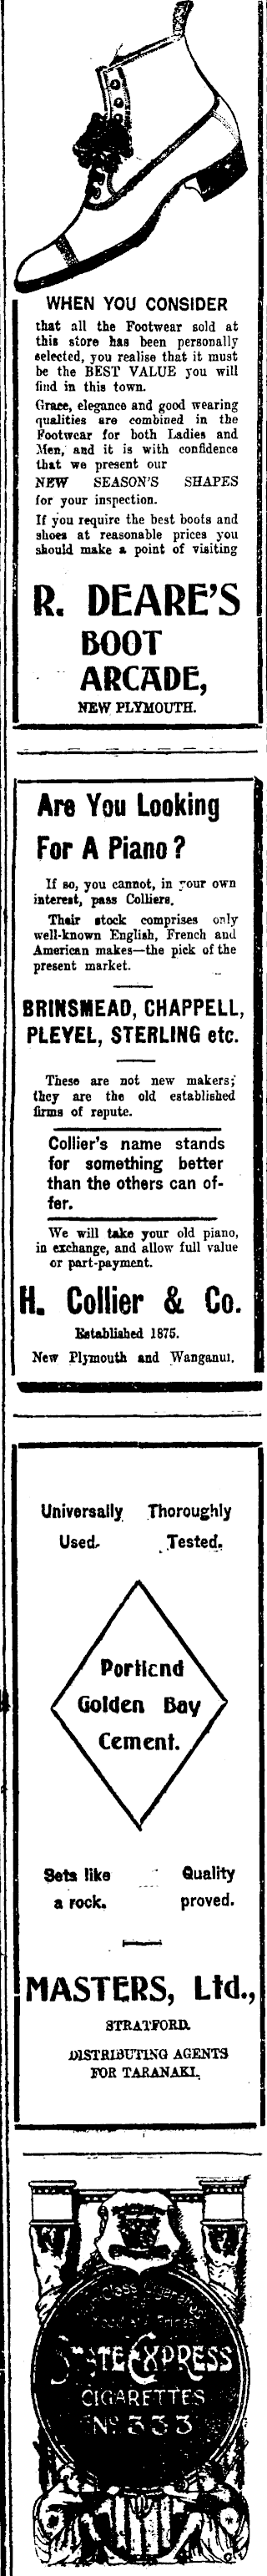 WHEN YOU CONSIDER
that all the Footwear sold at
this store has been personally
selected, you realise that it must
be the BEST VALUE you will
find in this town.
Grace, elegance and good wearing
qualities are combined in the
Footwear for both Ladies and
Men, and it is with confidence
that we present our
NEW SEASON'S SHAPES
for your inspection.
If you require the best boots and
shoes at reasonable prices you
should make a point of visiting
R. DEARE'S
BOOT
ARCADE,
NEW PLYMOUTH.
Are You Looking
For A Piano?
If so, you cannot, in your own
interest, pass Colliers.
Their stock comprises only
well-known English, French and
American makes—the pick of the
present market.
BRINSMEAD, CHAPPELL,
PLEYEL, STERLING etc.
These are not new makers;
they are the old established
firms of repute.
Collier's name stands
for something better
than the others can of-
fer.
We will take your old piano,
in exchange, and allow full value
or part-payment.
H. Collier & Co.
Established 1875.
New Plymouth and Wanganui.
Universally Thoroughly
Used. Tested.
Portland
Golden Bay
Cement.
Sets like Quality
a rock. proved.
MASTERS, Ltd.,
STRATFORD.
DISTRIBUTING AGENTS
FOR TARANAKI.
Class
STATE EXPRESS
CIGARETTES
No 333